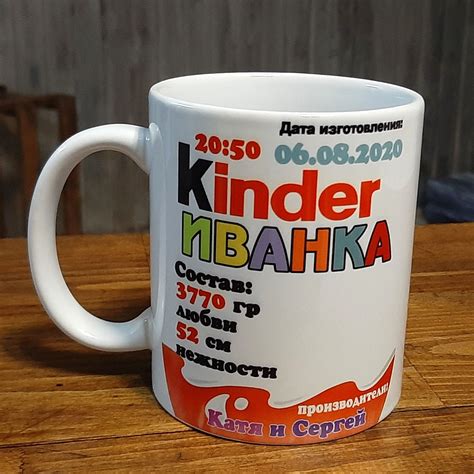 Дата изготовления:
20:50 06.08.2020
Kinder
ИВАНКА
Состав:
3770 гр
любви
52 см
нежности
производители:
Катя и Сергей